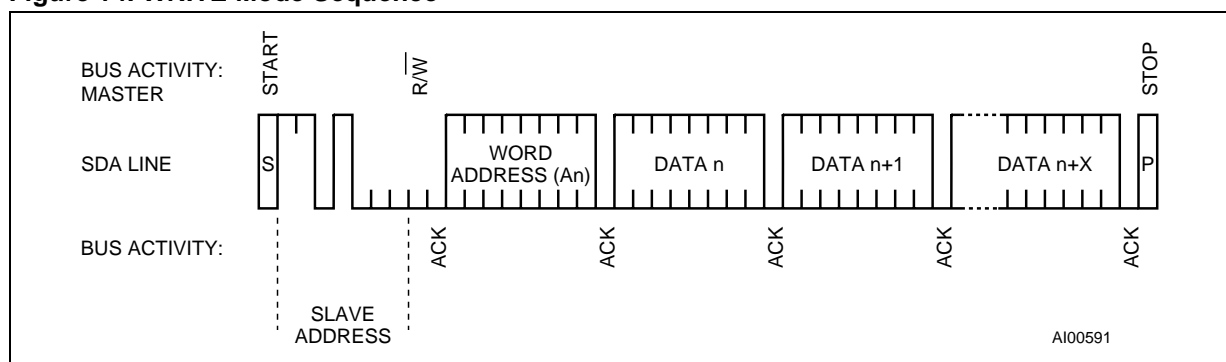 Figure 14. WRITE Mode Sequence
BUS ACTIVITY:
MASTER
START
R/W
STOP
SDA LINE
S
WORD
ADDRESS (An)
DATA n
DATA n+1
DATA n+X
P
BUS ACTIVITY:
ACK
ACK
ACK
ACK
ACK
SLAVE
ADDRESS
AI00591